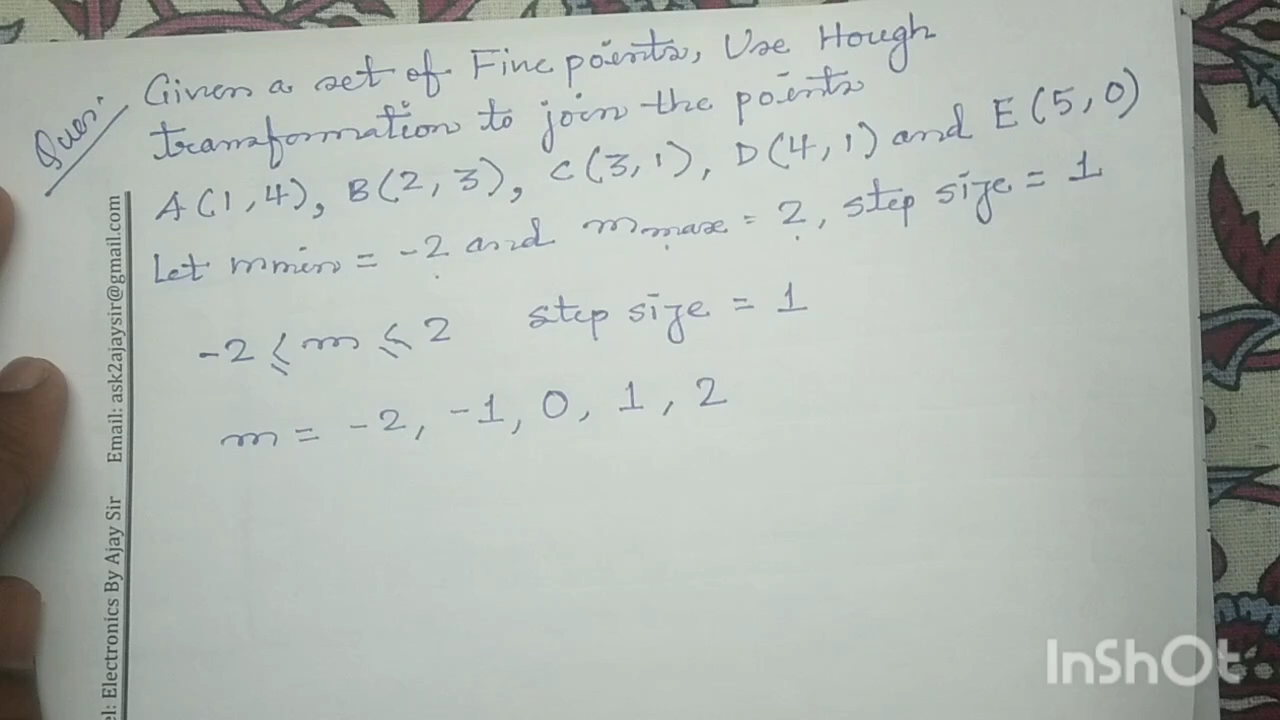 Ques:
Given a set of Five points, Use Hough
transformation to join the points
A(1,4), B(2,3), C(3,1), D(4,1) and E(5,0)
Let mmin = -2 and mmax = 2, step size = 1
-2 ≤ m ≤ 2 step size = 1
m = -2, -1, 0, 1, 2
el: Electronics By Ajay Sir Email: ask2ajaysir@gmail.com
InShOt